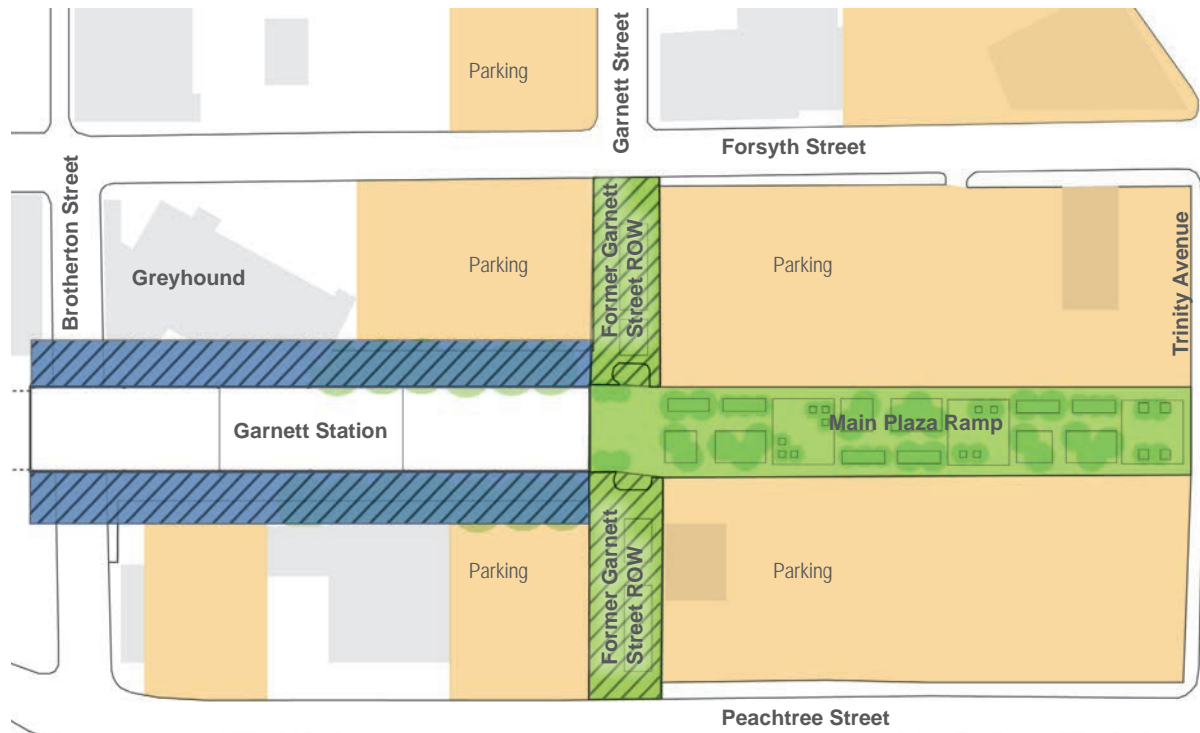 Parking
Garnett Street
Forsyth Street
Brotherton Street
Greyhound
Parking
Former Garnett
Street ROW
Parking
Trinity Avenue
Garnett Station
Main Plaza Ramp
Parking
Former Garnett
Street ROW
Parking
Peachtree Street